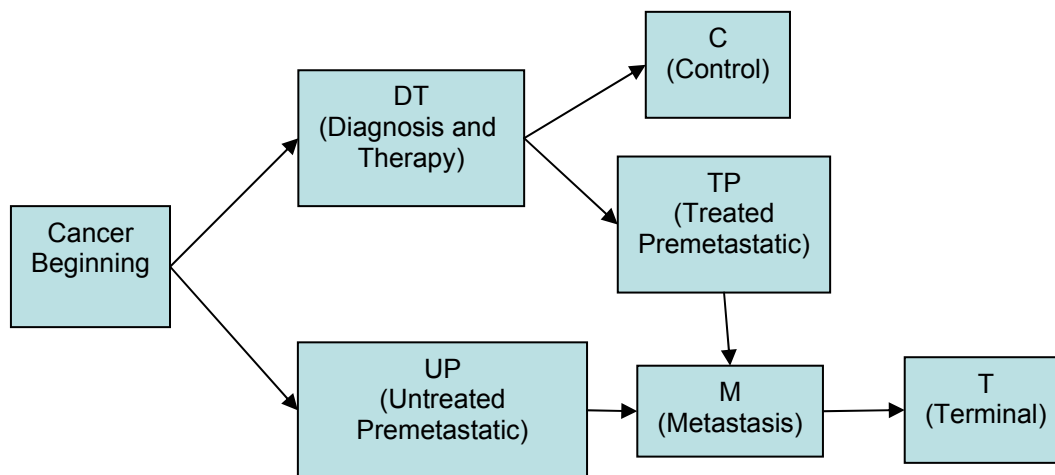 C
(Control)
DT
(Diagnosis and
Therapy)
TP
(Treated
Premetastatic)
Cancer
Beginning
UP
(Untreated
Premetastatic)
M
(Metastasis)
T
(Terminal)